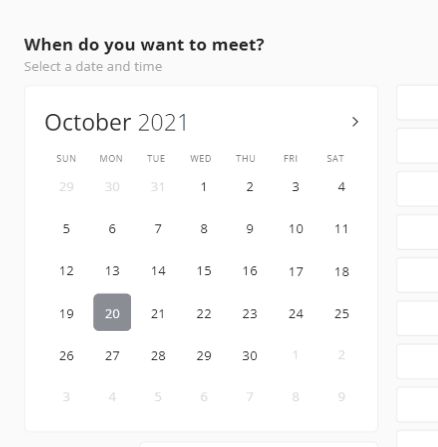 When do you want to meet?
Select a date and time
October 2021
SUN MON TUE WED THU FRI SAT
29 30 31 1 2 3 4
5 6 7 8 9 10 11
12 13 14 15 16 17 18
19 20 21 22 23 24 25
26 27 28 29 30 1 2
3 4 5 6 7 8 9